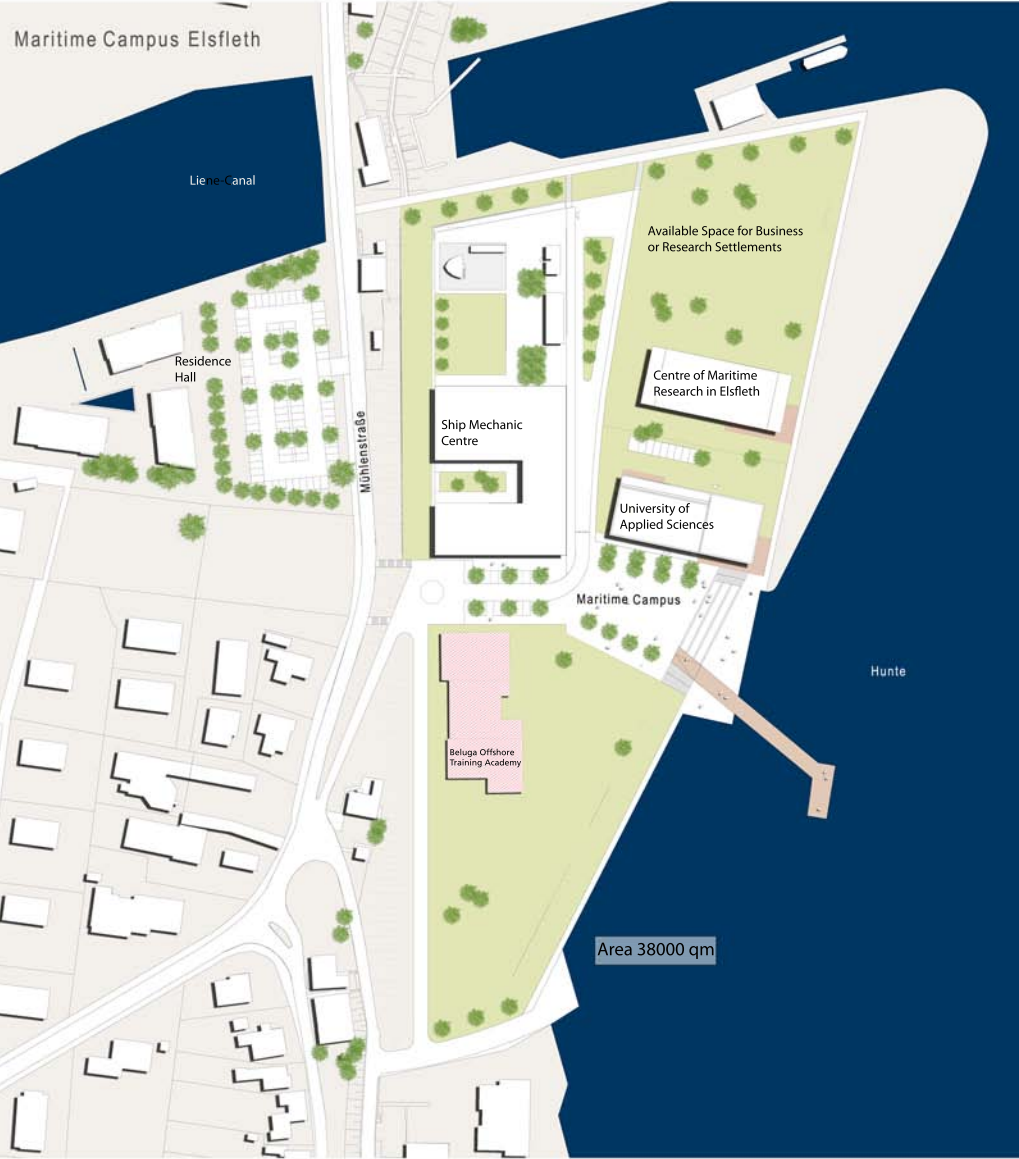 Maritime Campus Elsfleth
Liene-Canal
Available Space for Business
or Research Settlements
Residence
Hall
Centre of Maritime
Research in Elsfleth
Ship Mechanic
Centre
Mühlenstraße
University of
Applied Sciences
Maritime Campus
Hunte
Beluga Offshore
Training Academy
Area 38000 qm